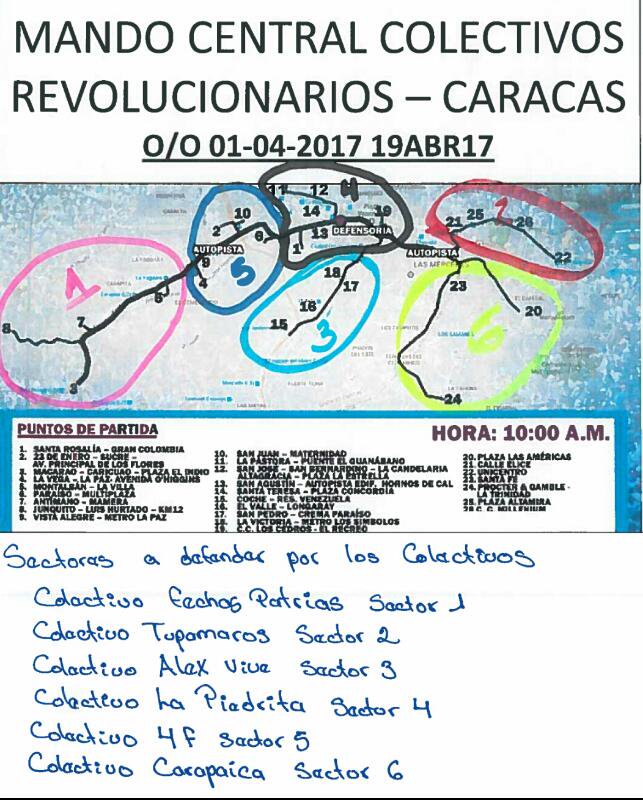 MANDO CENTRAL COLECTIVOS
REVOLUCIONARIOS – CARACAS
O/O 01-04-2017 19ABR17
11 12 4
10 14 19 25 2 26
2 6 13 DEFENSORIA 21
1
AUTOPISTA AUTOPISTA 22
9 5 18 LAS MERCEDES
4 17 23
1 5
16 20
7 15 3 6
8
3 24
PUNTOS DE PARTIDA
HORA: 10:00 A.M.
1. SANTA ROSALÍA – GRAN COLOMBIA
2. 23 DE ENERO – SUCRE –
AV. PRINCIPAL DE LOS FLORES
3. MACARAO – CARICUAO – PLAZA EL INDIO
4. LA VEGA – LA PAZ- AVENIDA O'HIGGINS
5. MONTALBÁN – LA VILLA
6. PARAÍSO – MULTIPLAZA
7. ANTÍMANO – MAMERA
8. JUNQUITO – LUIS HURTADO – KM12
9. VISTA ALEGRE – METRO LA PAZ
10. SAN JUAN – MATERNIDAD
11. LA PASTORA – PUENTE EL GUANÁBANO
12. SAN JOSÉ – SAN BERNARDINO – LA CANDELARIA
ALTAGRACIA – PLAZA LA ESTRELLA
13. SAN AGUSTÍN – AUTOPISTA EDIF. HORNOS DE CAL
14. SANTA TERESA – PLAZA CONCORDIA
15. COCHE – RES. VENEZUELA
16. EL VALLE – LONGARAY
17. SAN PEDRO – CREMA PARAÍSO
18. LA VICTORIA – METRO LOS SÍMBOLOS
19. C.C. LOS CEDROS - EL RECREO
20. PLAZA LAS AMÉRICAS
21. CALLE ÉLICE
22. UNICENTRO
23. SANTA FE
24. PROCTER & GAMBLE -
LA TRINIDAD
25. PLAZA ALTAMIRA
26 C. C. MILLENIUM
Sectores a defender por los Colectivos
Colectivo Fechas Patrias Sector 1
Colectivo Tupamaros Sector 2
Colectivo Alex Vive Sector 3
Colectivo La Piedrita Sector 4
Colectivo 4F Sector 5
Colectivo Carapaica Sector 6